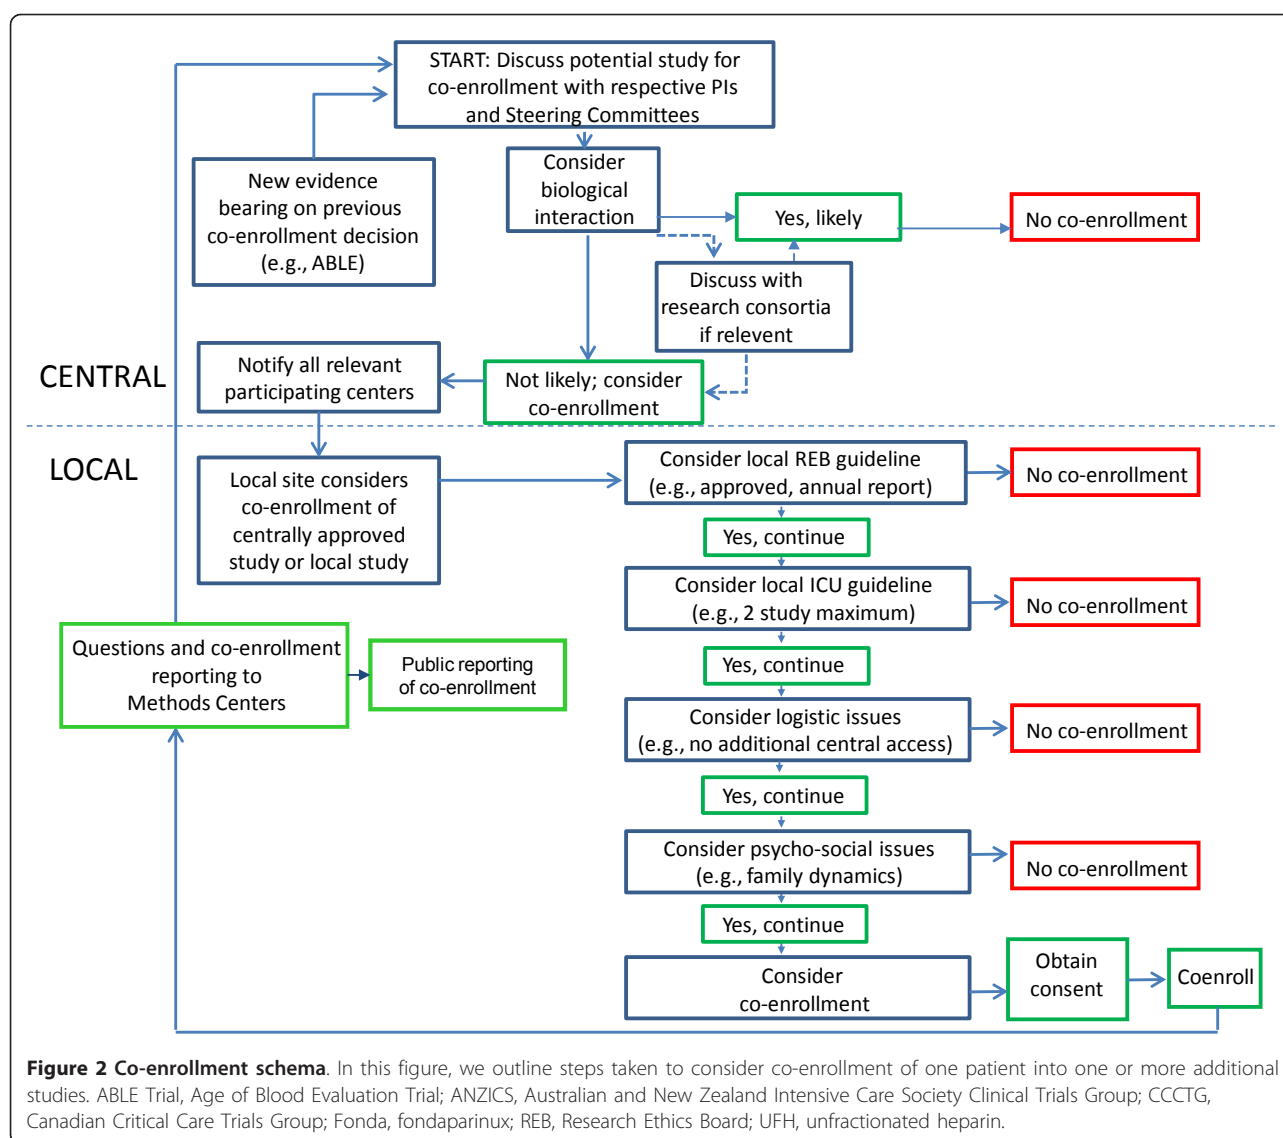 START: Discuss potential study for
co-enrollment with respective PIs
and Steering Committees
Consider
biological
interaction
New evidence
bearing on previous
co-enrollment decision
(e.g., ABLE)
Yes, likely
No co-enrollment
Discuss with
research consortia
if relevent
CENTRAL
Notify all relevant
participating centers
Not likely; consider
co-enrollment
LOCAL
Local site considers
co-enrollment of
centrally approved
study or local study
Consider local REB guideline
(e.g., approved, annual report)
No co-enrollment
Yes, continue
Consider local ICU guideline
(e.g., 2 study maximum)
No co-enrollment
Questions and co-enrollment
reporting to
Methods Centers
Public reporting
of co-enrollment
Yes, continue
Consider logistic issues
(e.g., no additional central access)
No co-enrollment
Yes, continue
Consider psycho-social issues
(e.g., family dynamics)
No co-enrollment
Yes, continue
Consider
co-enrollment
Obtain
consent
Coenroll
Figure 2 Co-enrollment schema. In this figure, we outline steps taken to consider co-enrollment of one patient into one or more additional
studies. ABLE Trial, Age of Blood Evaluation Trial; ANZICS, Australian and New Zealand Intensive Care Society Clinical Trials Group; CCCTG,
Canadian Critical Care Trials Group; Fonda, fondaparinux; REB, Research Ethics Board; UFH, unfractionated heparin.